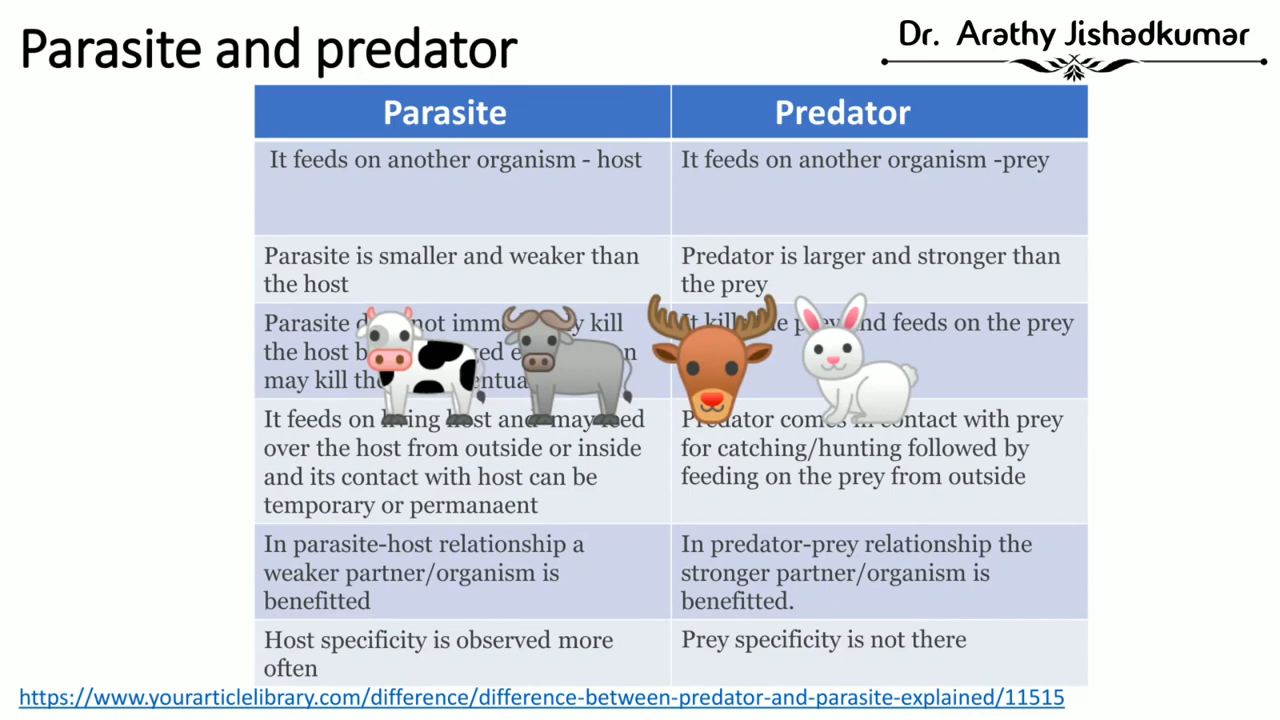 Parasite and predator
Dr. Arathy Jishadkumar
Parasite
Predator
It feeds on another organism - host
It feeds on another organism -prey
Parasite is smaller and weaker than
the host
Predator is larger and stronger than
the prey
Parasite not kill
the host
may kill
It and feeds on the prey
It feeds on living host and may feed
over the host from outside or inside
and its contact with host can be
temporary or permanaent
Predator comes in contact with prey
for catching/hunting followed by
feeding on the prey from outside
In parasite-host relationship a
weaker partner/organism is
benefitted
In predator-prey relationship the
stronger partner/organism is
benefitted.
Host specificity is observed more
often
Prey specificity is not there
https://www.yourarticlelibrary.com/difference/difference-between-predator-and-parasite-explained/11515